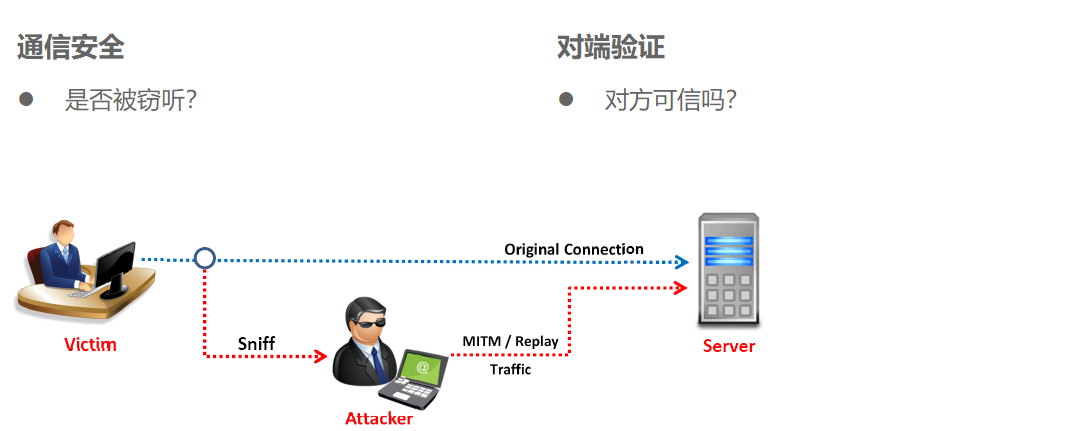 通信安全
对端验证
● 是否被窃听?
● 对方可信吗?
Original Connection
Victim
Sniff
MITM / Replay
Traffic
@
Server
Attacker